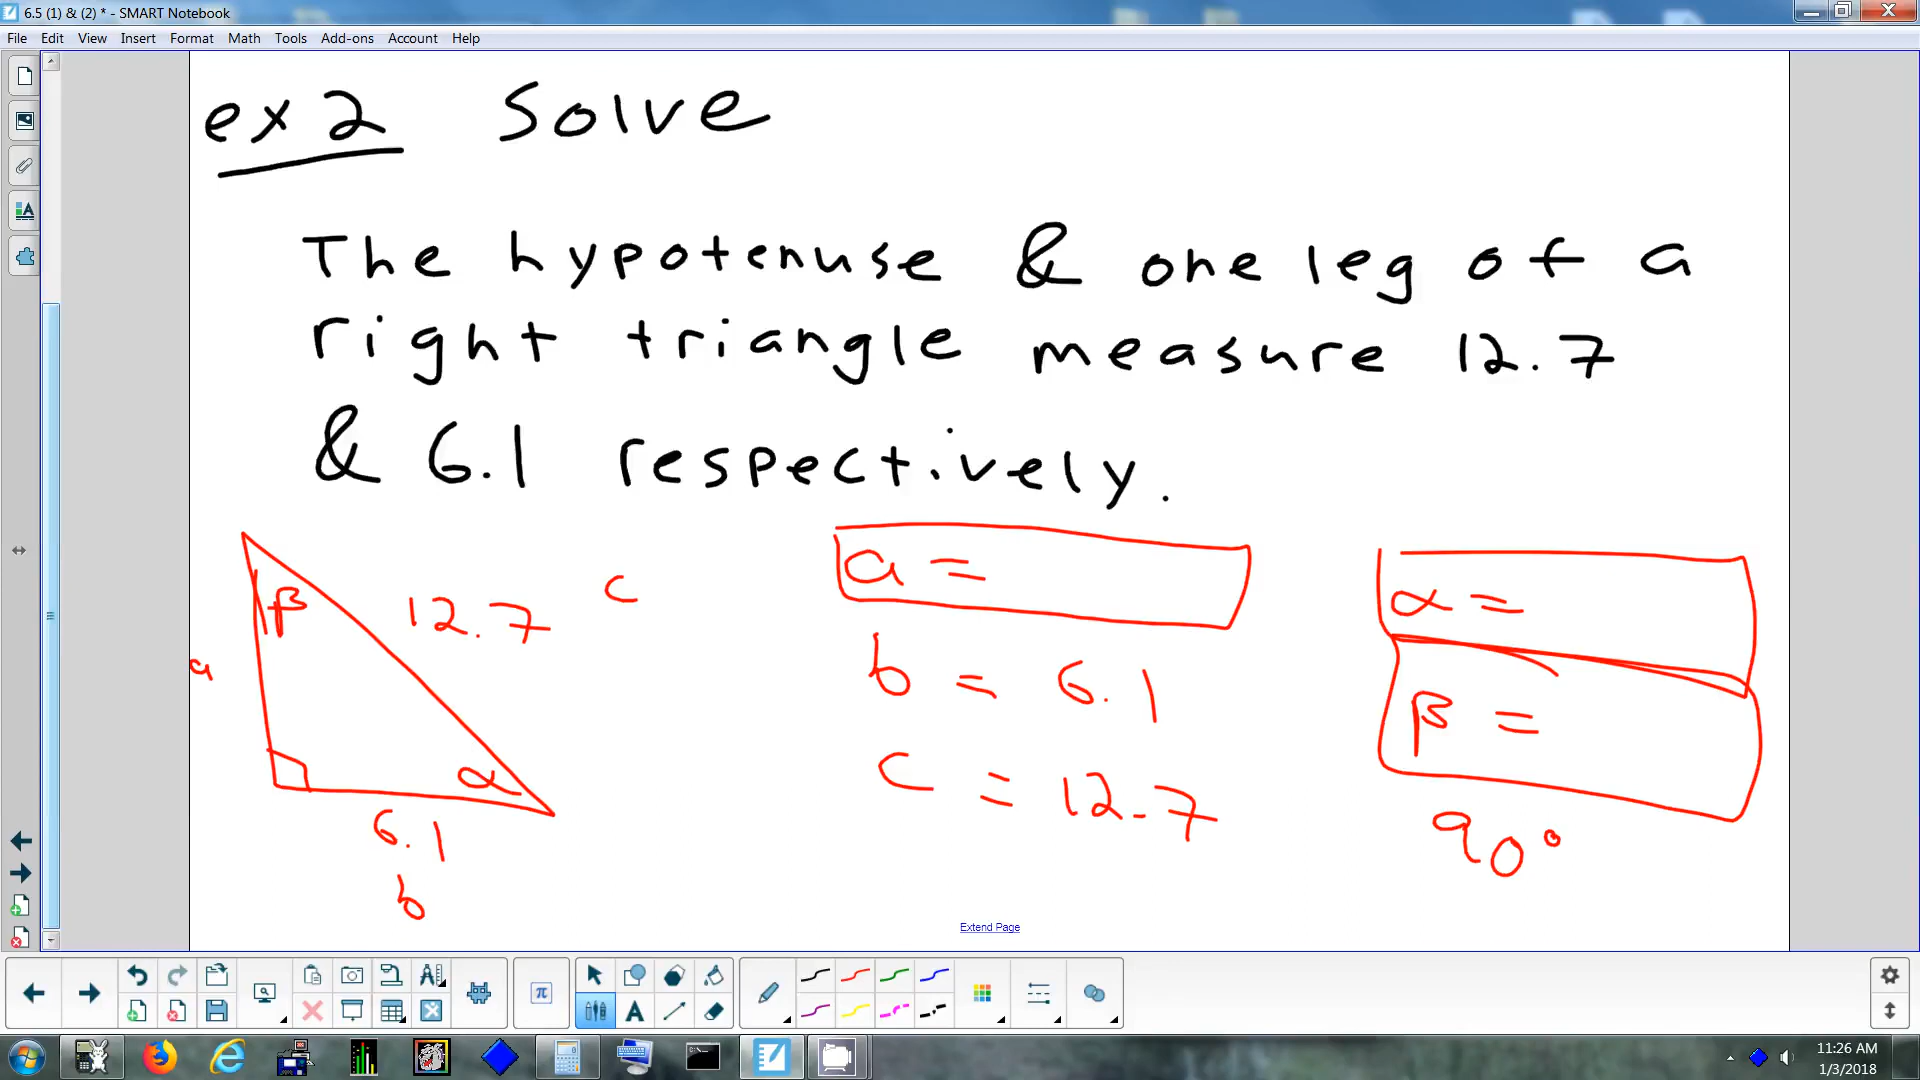 6.5 (1) & (2) * - SMART Notebook
File Edit View Insert Format Math Tools Add-ons Account Help
ex 2 Solve
The hypotenuse & one leg of a
right triangle measure 12.7
& 6.1 respectively.
β 12.7 c
a
α
6.1
b
a =
b = 6.1
c = 12.7
α =
β =
90°
Extend Page
π
A
11:26 AM
1/3/2018